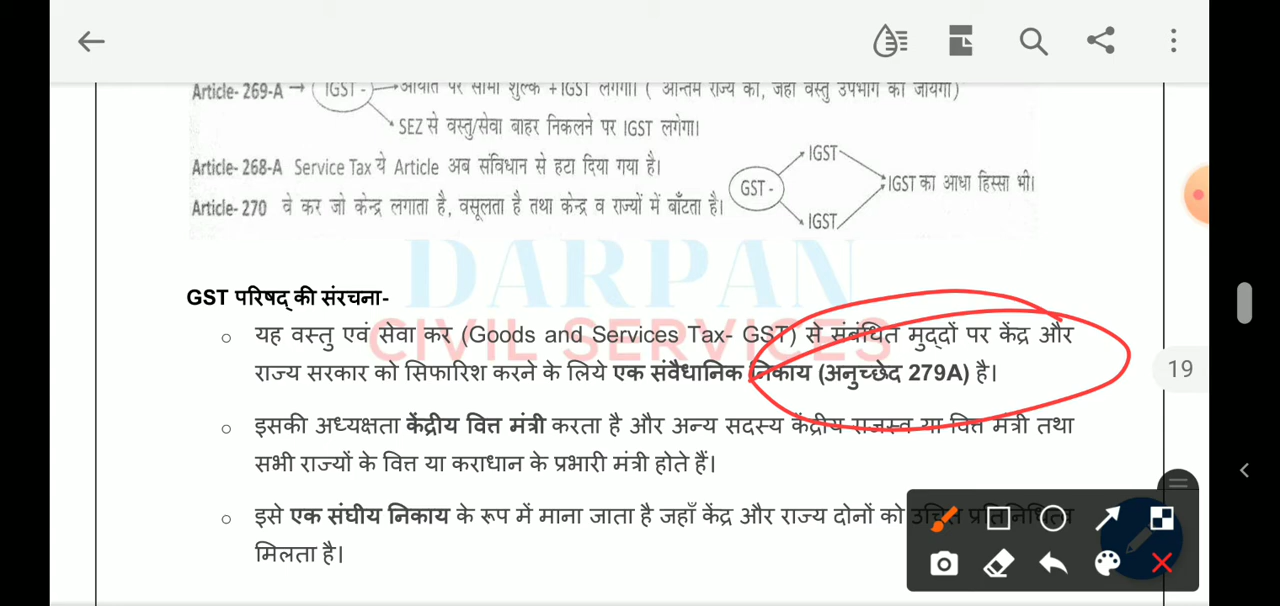 Article- 269-A → IGST - आयात पर सीमा शुल्क + IGST लगेगा। ( अन्तिम राज्य को, जहाँ वस्तु उपभोग की जायेगी)
SEZ से वस्तु/सेवा बाहर निकलने पर IGST लगेगा।
Article- 268-A Service Tax ये Article अब संविधान से हटा दिया गया है।
Article- 270 वे कर जो केन्द्र लगाता है, वसूलता है तथा केन्द्र व राज्यों में बाँटता है।
GST -
IGST
IGST
IGST का आधा हिस्सा भी।
DARPAN
CIVIL SERVICES
GST परिषद् की संरचना-
यह वस्तु एवं सेवा कर (Goods and Services Tax- GST) से संबंधित मुद्दों पर केंद्र और
राज्य सरकार को सिफारिश करने के लिये एक संवैधानिक निकाय (अनुच्छेद 279A) है।
इसकी अध्यक्षता केंद्रीय वित्त मंत्री करता है और अन्य सदस्य केंद्रीय राजस्व या वित्त मंत्री तथा
सभी राज्यों के वित्त या कराधान के प्रभारी मंत्री होते हैं।
इसे एक संघीय निकाय के रूप में माना जाता है जहाँ केंद्र और राज्य दोनों को उचित प्रतिनिधित्व
मिलता है।
19